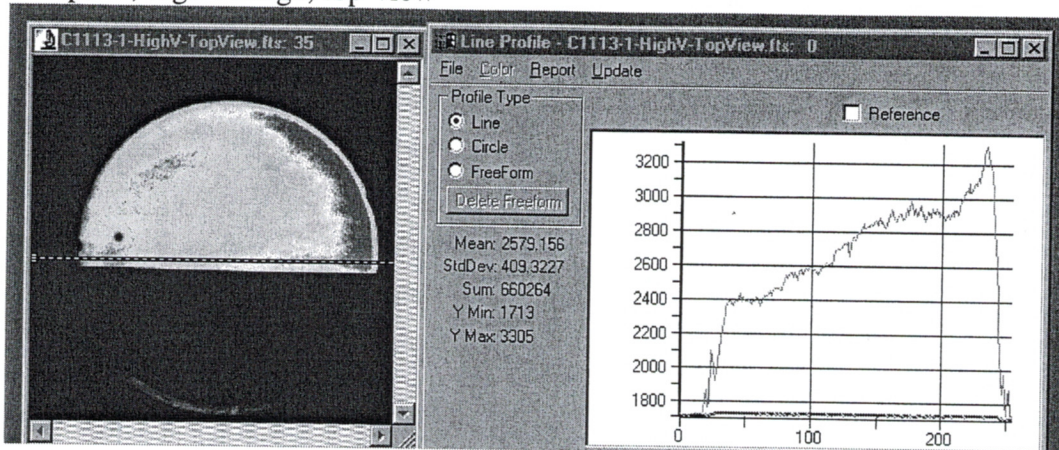 C1113-1-HighV-TopView.fts: 35
Line Profile - C1113-1-HighV-TopView.fts: 0
File Color Report Update
Profile Type
Line
Circle
FreeForm
Delete Freeform
Mean: 2579.156
StdDev: 409.3227
Sum: 660264
Y Min: 1713
Y Max: 3305
Reference
3200
3000
2800
2600
2400
2200
2000
1800
0 100 200